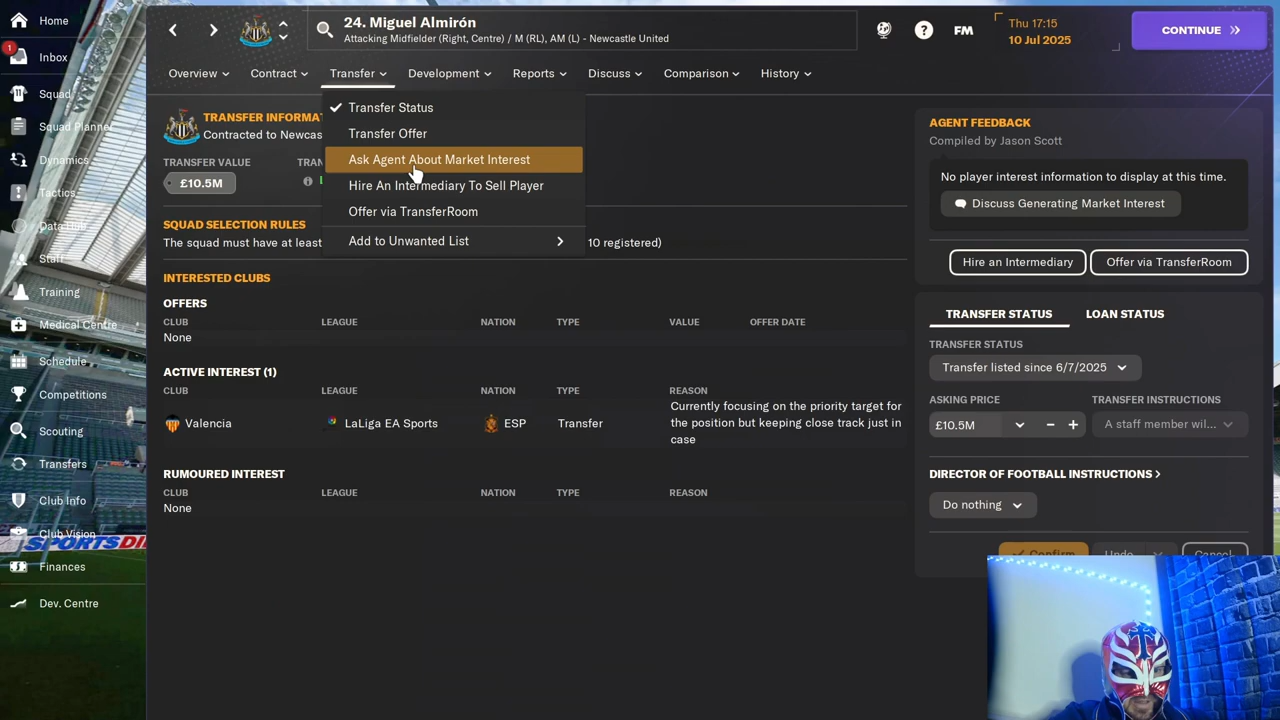 Home
1
Inbox
Squad
Squad Planner
Dynamics
Tactics
Staff
Training
Medical Centre
Schedule
Competitions
Scouting
Transfers
Club Info
Club Vision
SPORTSDI
Finances
Dev. Centre
24. Miguel Almirón
Attacking Midfielder (Right, Centre) / M (RL), AM (L) - Newcastle United
?
FM
Thu 17:15
10 Jul 2025
CONTINUE
Overview
Contract
Transfer
Development
Reports
Discuss
Comparison
History
Transfer Status
Transfer Offer
Ask Agent About Market Interest
Hire An Intermediary To Sell Player
Offer via TransferRoom
Add to Unwanted List
TRANSFER INFORMAT
Contracted to Newcas
TRANSFER VALUE
TRAN
£10.5M
SQUAD SELECTION RULES
The squad must have at least
10 registered)
INTERESTED CLUBS
OFFERS
CLUB LEAGUE NATION TYPE VALUE OFFER DATE
None
ACTIVE INTEREST (1)
CLUB LEAGUE NATION TYPE REASON
Valencia LaLiga EA Sports ESP Transfer
Currently focusing on the priority target for
the position but keeping close track just in
case
RUMOURED INTEREST
CLUB LEAGUE NATION TYPE REASON
None
AGENT FEEDBACK
Compiled by Jason Scott
No player interest information to display at this time.
Discuss Generating Market Interest
Hire an Intermediary
Offer via TransferRoom
TRANSFER STATUS
LOAN STATUS
TRANSFER STATUS
Transfer listed since 6/7/2025
ASKING PRICE
TRANSFER INSTRUCTIONS
£10.5M
A staff member wil...
DIRECTOR OF FOOTBALL INSTRUCTIONS >
Do nothing
Confirm
Undo
Cancel